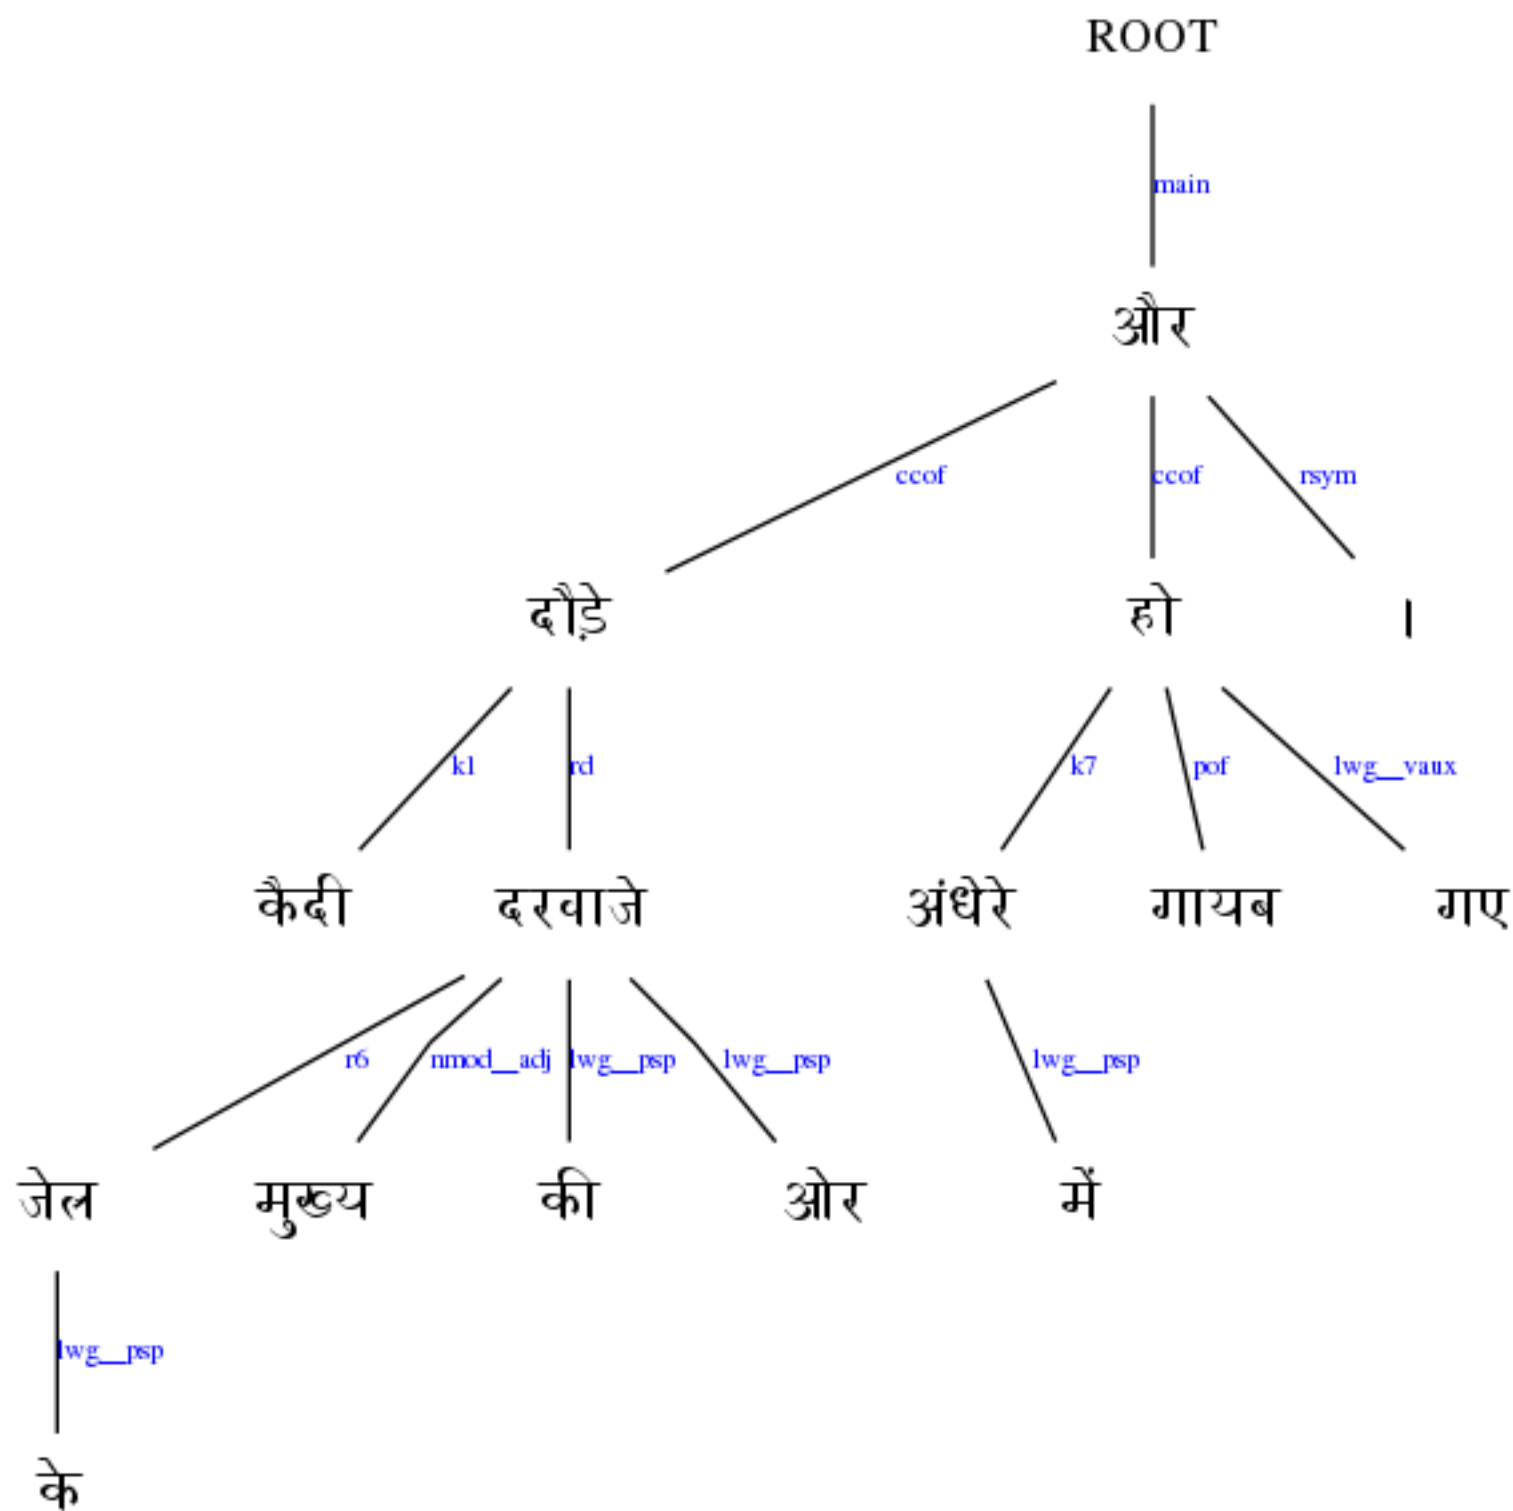 ROOT
main
और
ccof ccof rsym
दौड़े हो ।
k1 rd k7 pof lwg__vaux
कैदी दरवाजे अंधेरे गायब गए
r6 nmod__adj lwg__psp lwg__psp lwg__psp
जेल मुख्य की ओर में
lwg__psp
के